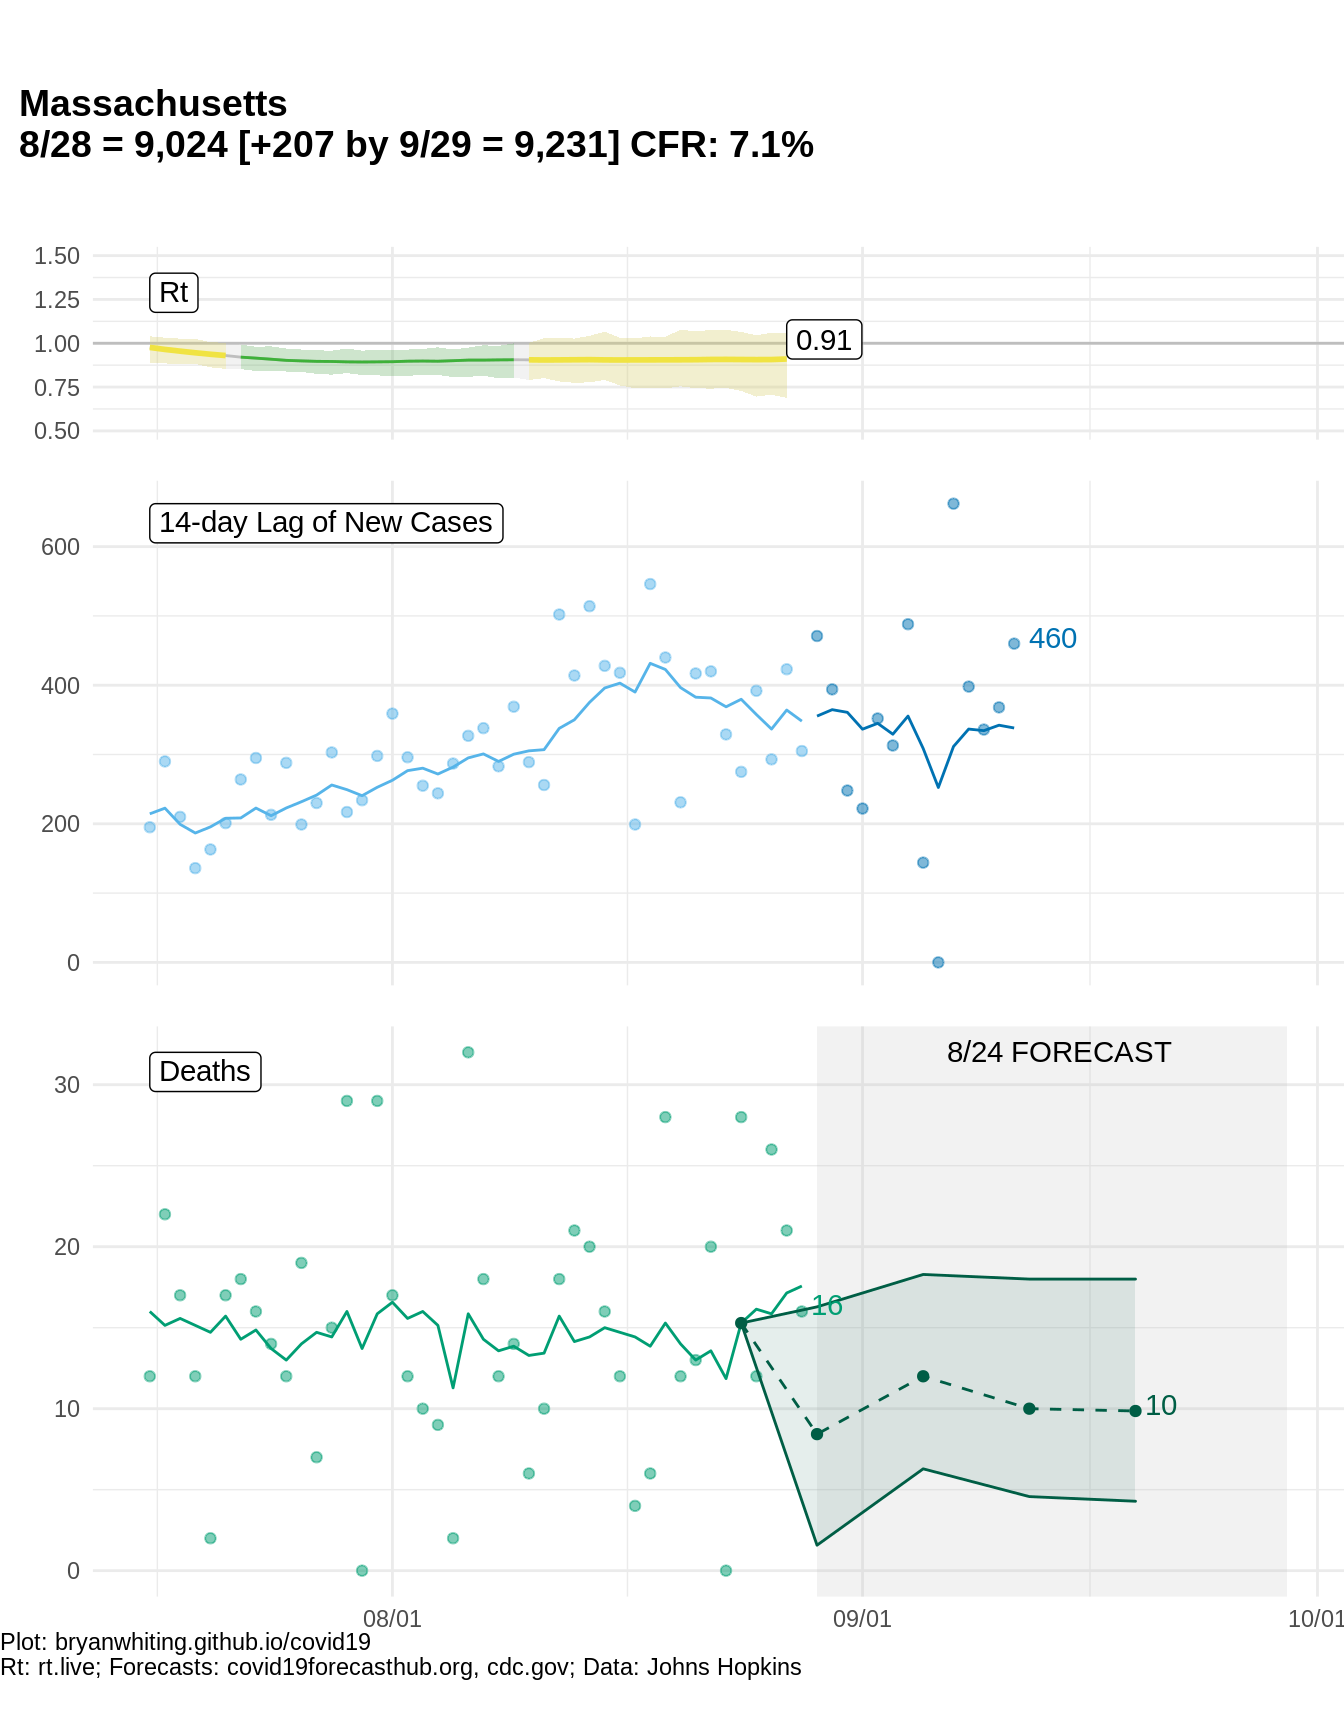 Massachusetts
8/28 = 9,024 [+207 by 9/29 = 9,231] CFR: 7.1%
1.50
1.25
1.00
0.75
0.50
Rt
0.91
14-day Lag of New Cases
600
400
200
0
460
Deaths
8/24 FORECAST
30
20
10
0
16
10
08/01
09/01
10/01
Plot: bryanwhiting.github.io/covid19
Rt: rt.live; Forecasts: covid19forecasthub.org, cdc.gov; Data: Johns Hopkins